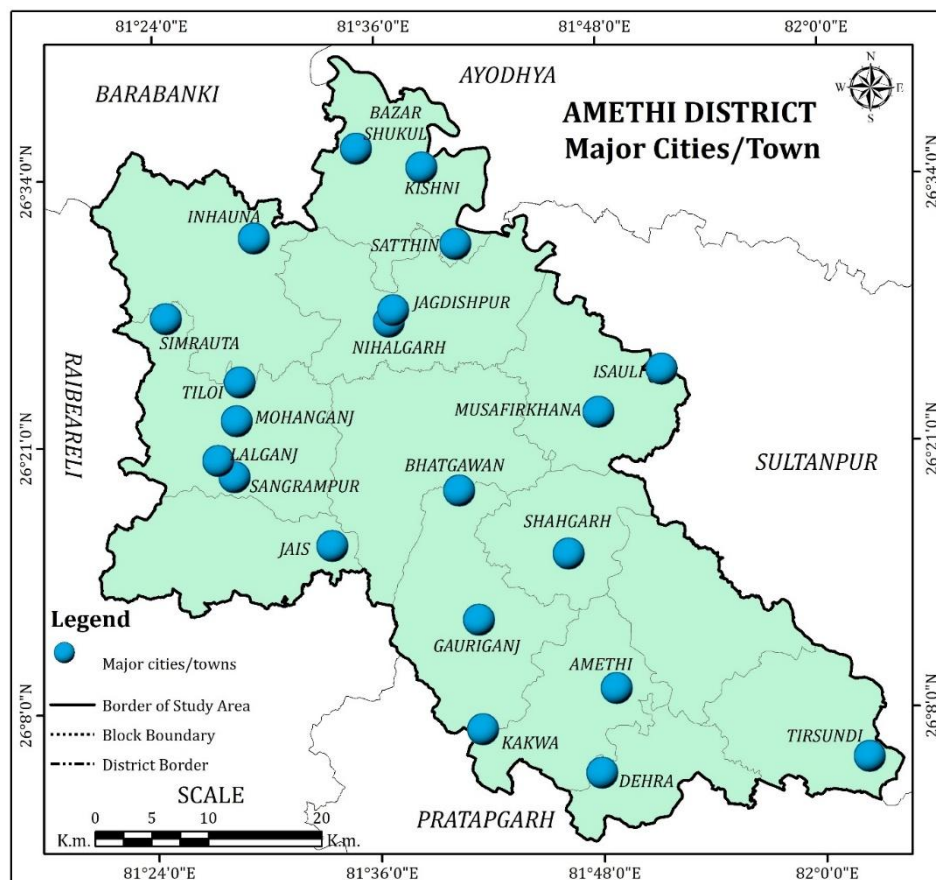 81°24'0"E 81°36'0"E 81°48'0"E 82°0'0"E
AYODHYA
BARABANKI
N
W E
S
AMETHI DISTRICT
Major Cities/Town
BAZAR
SHUKUL
26°34'0"N
26°34'0"N
KISHNI
INHAUNA
SATTHIN
JAGDISHPUR
SIMRAUTA
NIHALGARH
RAIBEARELI
ISAULI
TILOI
MUSAFIRKHANA
MOHANGANJ
26°21'0"N
26°21'0"N
LALGANJ
SULTANPUR
BHATGAWAN
SANGRAMPUR
SHAHGARH
JAIS
Legend
Major cities/towns
GAURIGANJ
AMETHI
Border of Study Area
26°8'0"N
26°8'0"N
Block Boundary
KAKWA
TIRSUNDI
District Border
DEHRA
SCALE
0 5 10 20
K.m. K.m.
PRATAPGARH
81°24'0"E 81°36'0"E 81°48'0"E 82°0'0"E